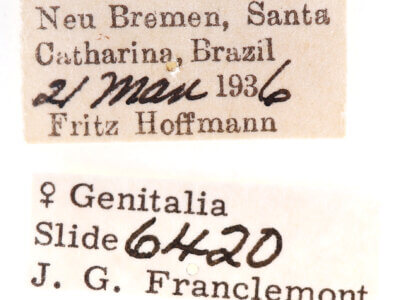 Neu Bremen, Santa
Catharina, Brazil
21 Mar 1936
Fritz Hoffmann
♀ Genitalia
Slide 6420
J. G. Franclemont